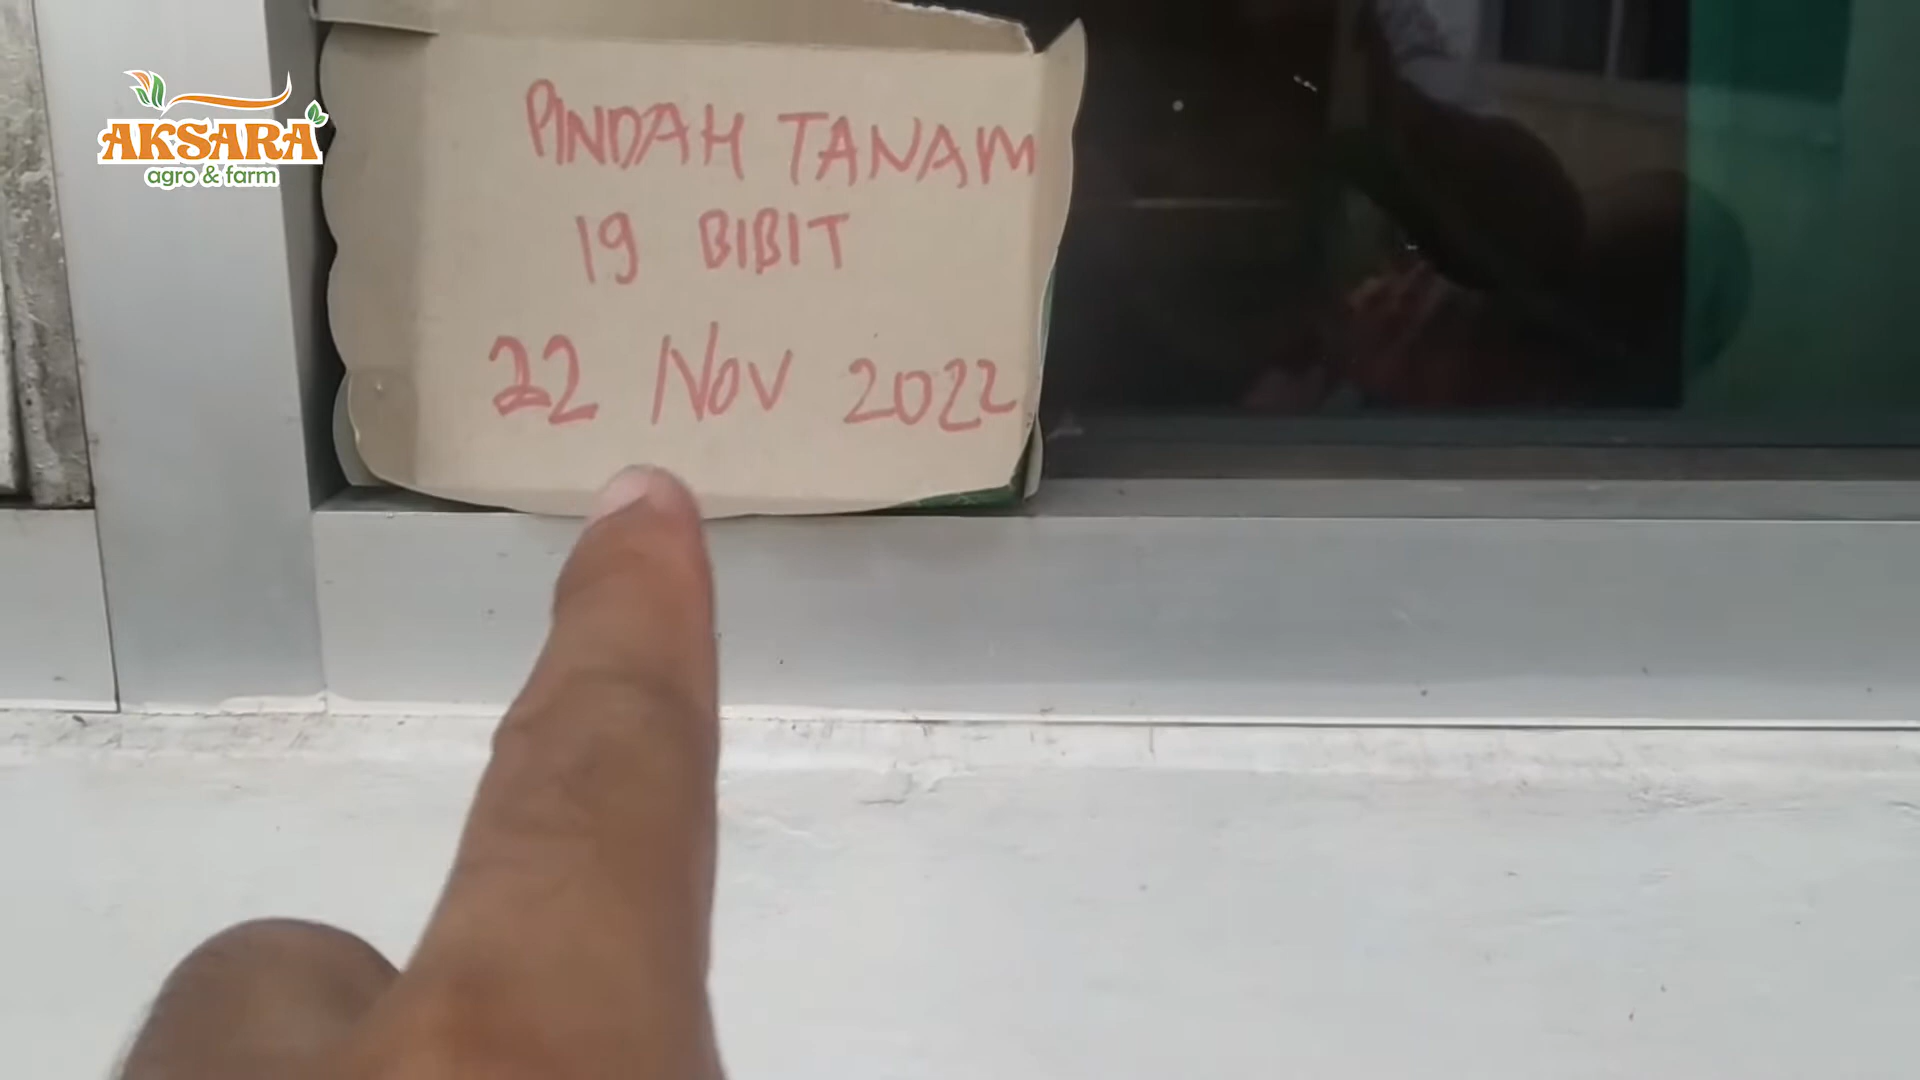 AKSARA
agro & farm
PINDAH TANAM
19 BIBIT
22 Nov 2022